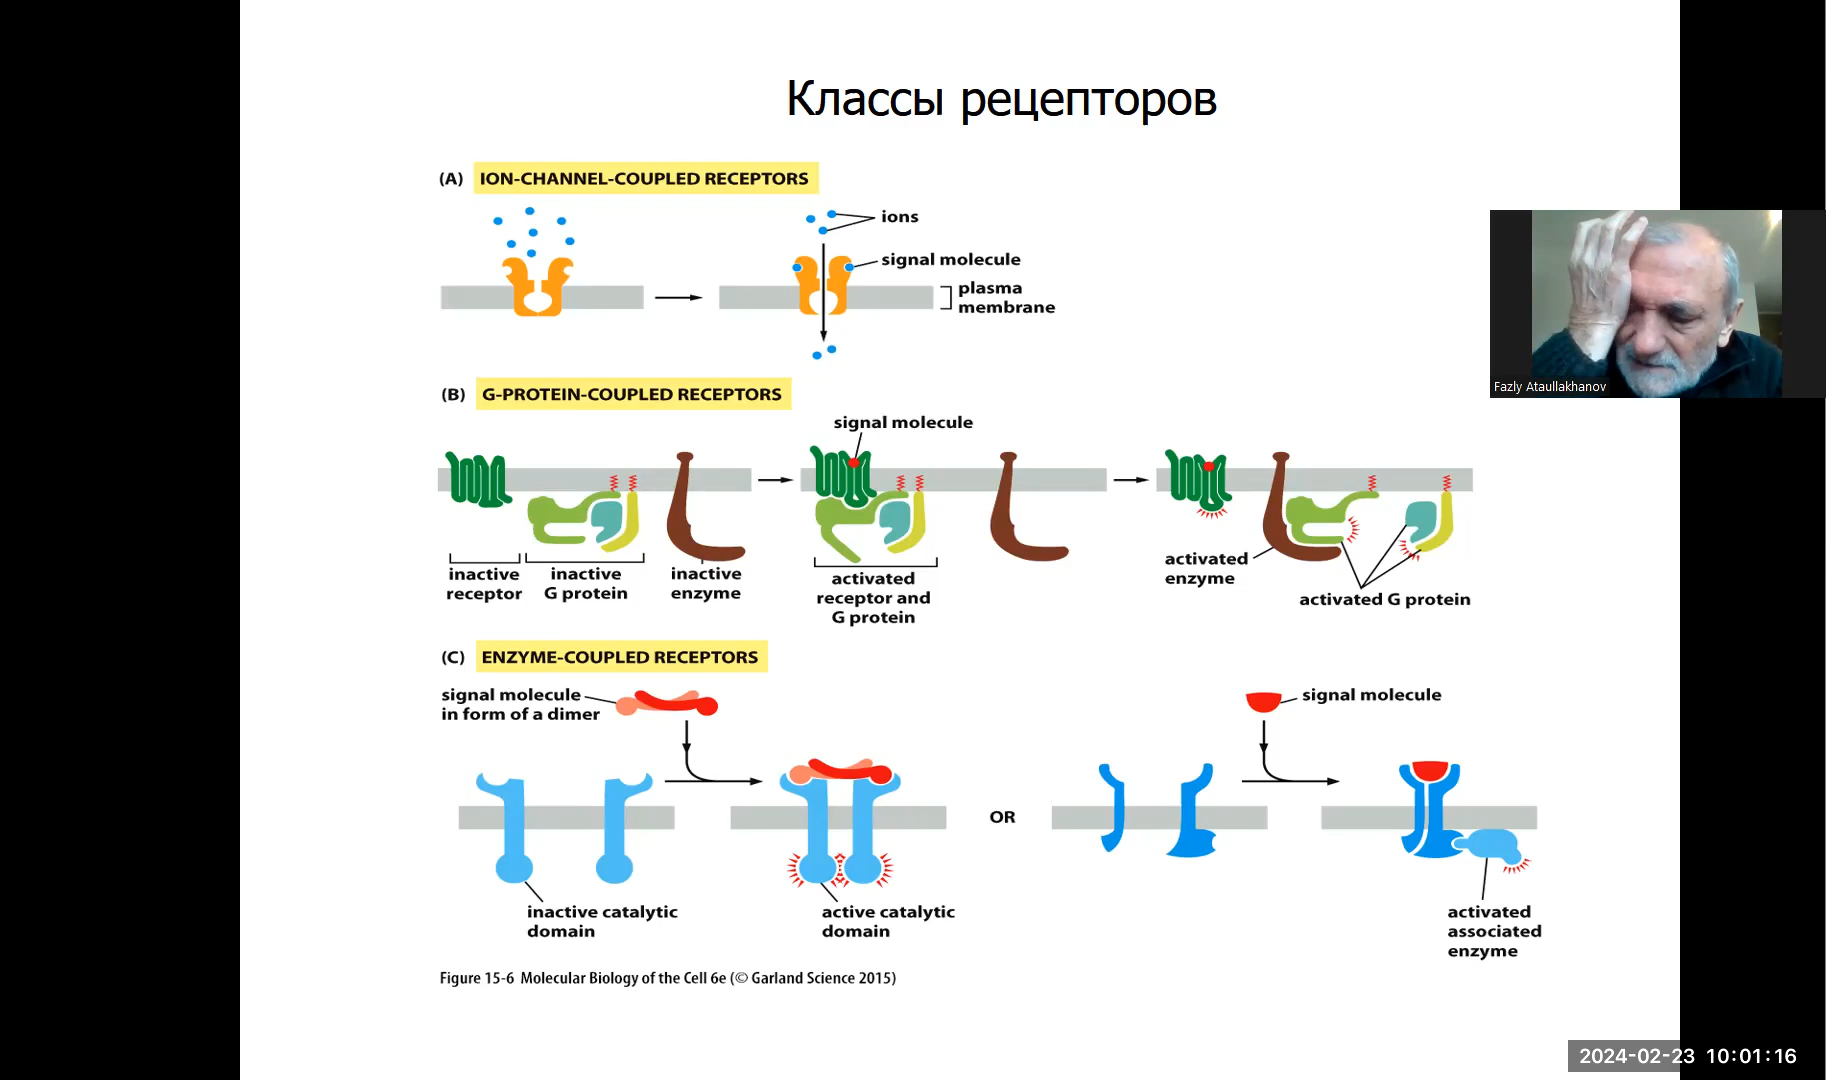 Классы рецепторов
(A) ION-CHANNEL-COUPLED RECEPTORS
ions
signal molecule
plasma
membrane
Fazly Ataullakhanov
(B) G-PROTEIN-COUPLED RECEPTORS
signal molecule
inactive
receptor
inactive
G protein
inactive
enzyme
activated
receptor and
G protein
activated
enzyme
activated G protein
(C) ENZYME-COUPLED RECEPTORS
signal molecule
in form of a dimer
signal molecule
OR
inactive catalytic
domain
active catalytic
domain
activated
associated
enzyme
Figure 15-6 Molecular Biology of the Cell 6e (© Garland Science 2015)
2024-02-23 10:01:16